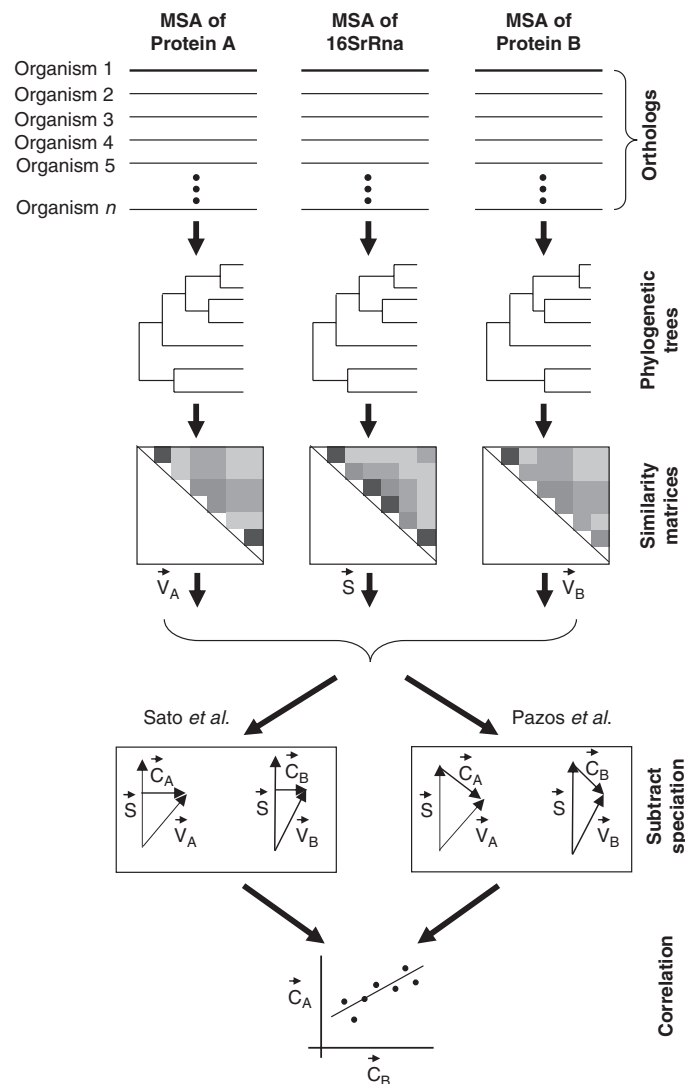 MSA of
Protein A
MSA of
16SrRna
MSA of
Protein B
Organism 1
Organism 2
Organism 3
Organism 4
Organism 5
Organism n
Orthologs
Phylogenetic
trees
Similarity
matrices
V_A
S
V_B
Sato et al.
Pazos et al.
C_A
S
V_A
C_B
V_B
C_A
S
V_A
C_B
S
V_B
Subtract
speciation
C_A
C_B
Correlation